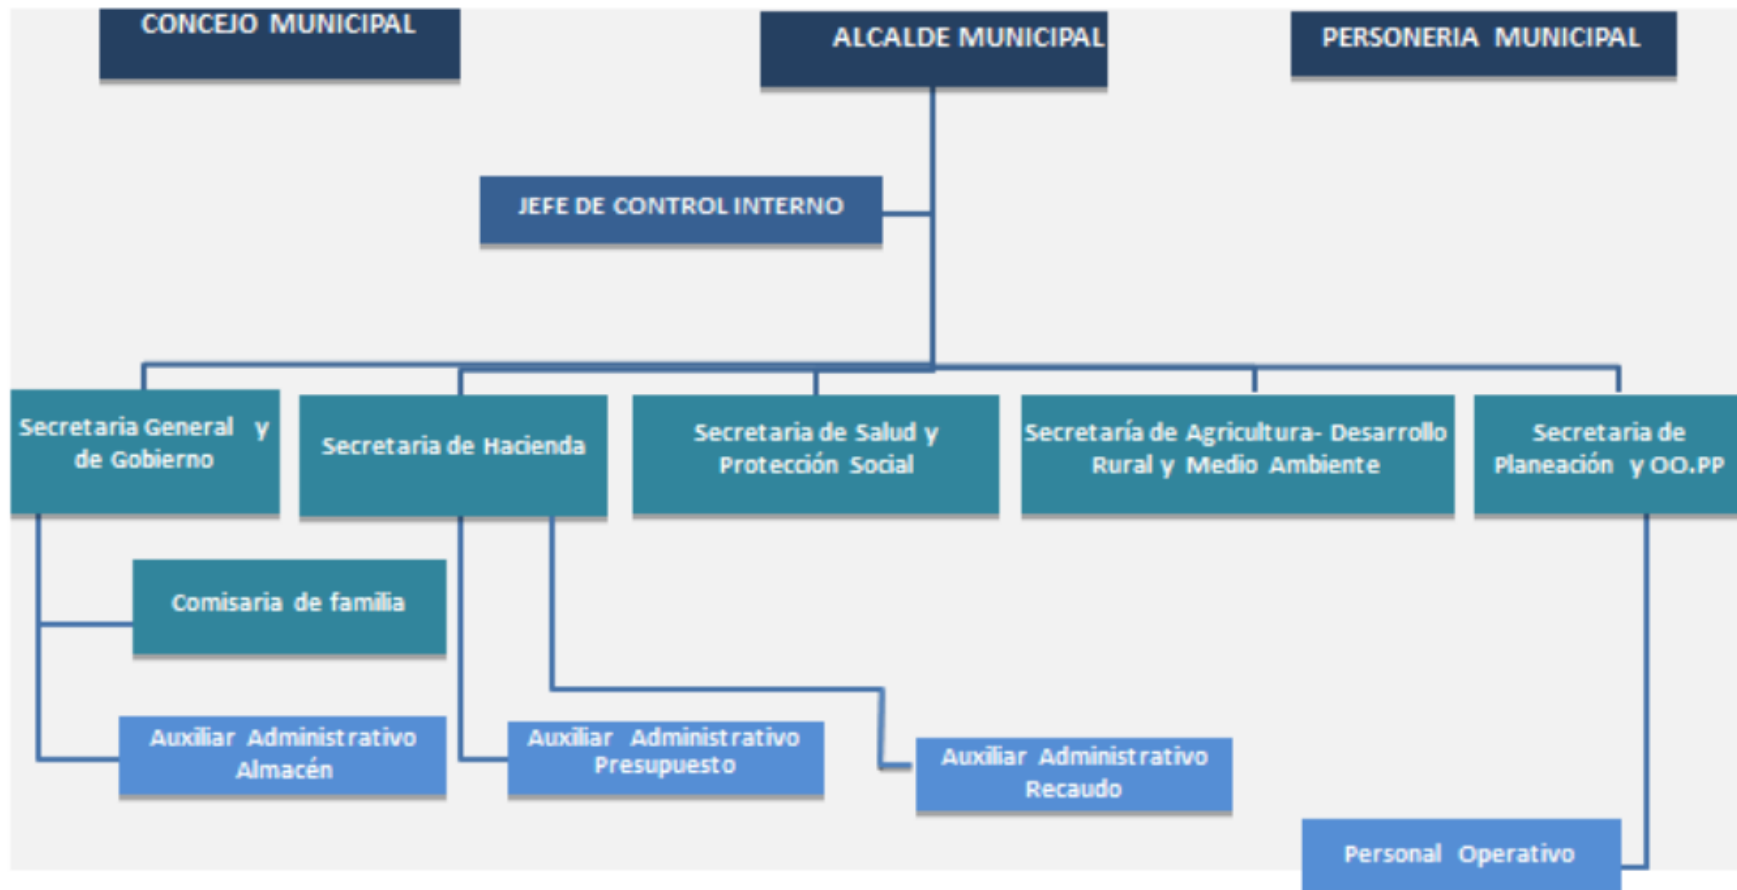 CONCEJO MUNICIPAL
ALCALDE MUNICIPAL
PERSONERIA MUNICIPAL
JEFE DE CONTROL INTERNO
Secretaria General y
de Gobierno
Secretaria de Hacienda
Secretaria de Salud y
Protección Social
Secretaría de Agricultura- Desarrollo
Rural y Medio Ambiente
Secretaria de
Planeación y OO.PP
Comisaria de familia
Auxiliar Administrativo
Almacén
Auxiliar Administrativo
Presupuesto
Auxiliar Administrativo
Recaudo
Personal Operativo